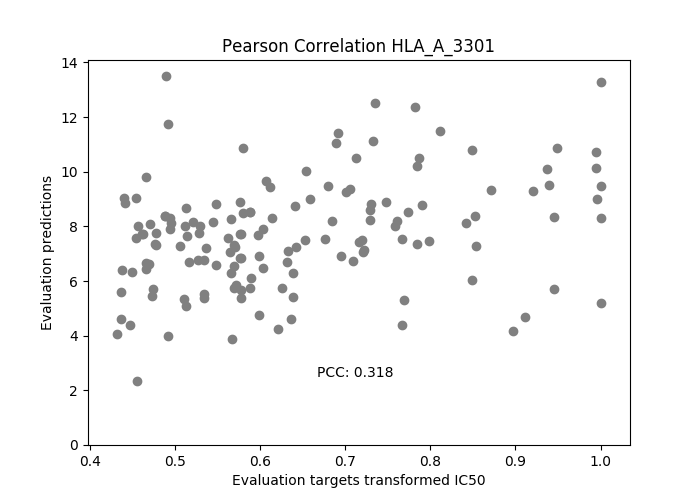 Pearson Correlation HLA_A_3301
14
12
10
8
6
4
2
0
Evaluation predictions
PCC: 0.318
0.4 0.5 0.6 0.7 0.8 0.9 1.0
Evaluation targets transformed IC50